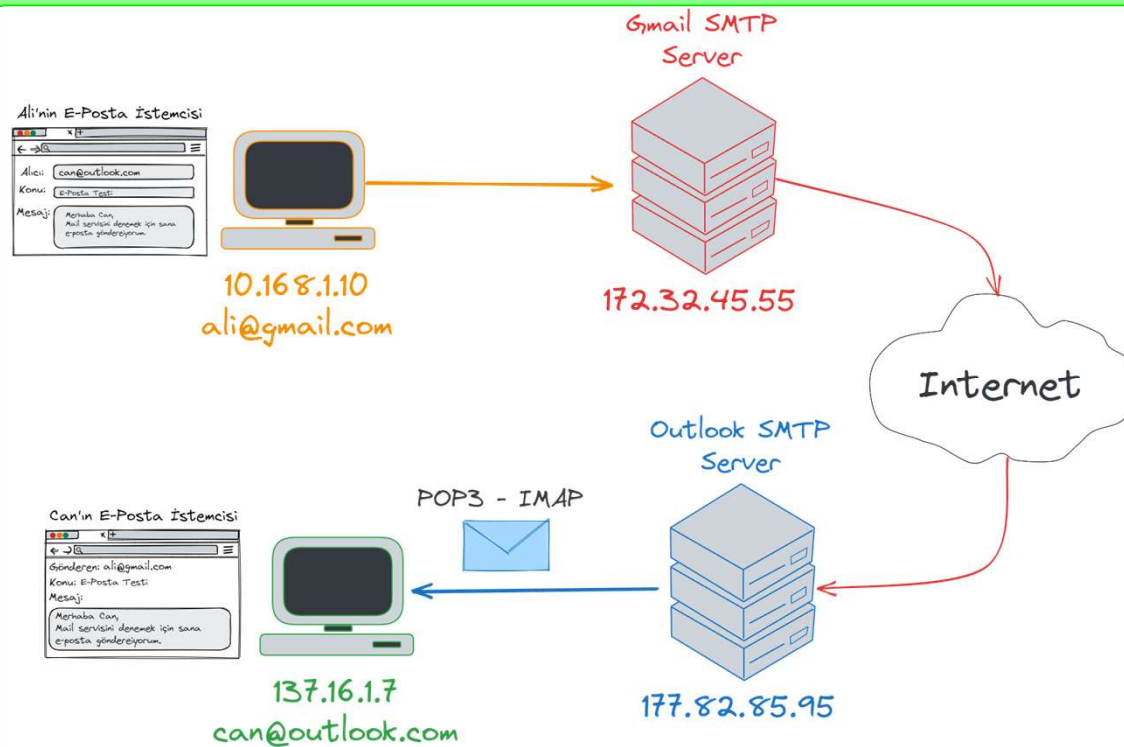 Gmail SMTP
Server
Ali'nin E-Posta İstemcisi
Alıcı: can@outlook.com
Konu: E-Posta Testi
Mesaj: Merhaba Can,
Mail servisini denemek için sana
e-posta göndereiyorum.
10.168.1.10
ali@gmail.com
172.32.45.55
Internet
Outlook SMTP
Server
POP3 - IMAP
Can'ın E-Posta İstemcisi
Gönderen: ali@gmail.com
Konu: E-Posta Testi
Mesaj:
Merhaba Can,
Mail servisini denemek için sana
e-posta göndereiyorum.
137.16.1.7
can@outlook.com
177.82.85.95